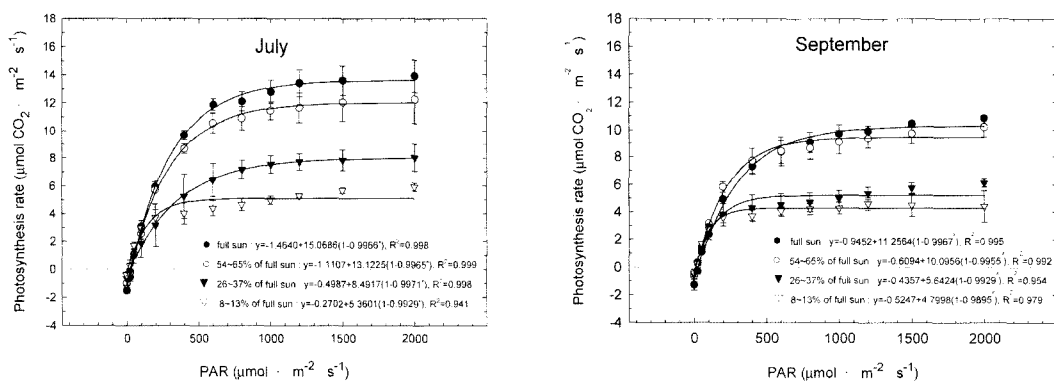 July
Photosynthesis rate (μmol CO2 · m-2 s-1)
18
16
14
12
10
8
6
4
2
0
-2
-4
● full sun : y=-1.4640+15.0686(1-0.9966x), R2=0.998
○ 54~65% of full sun : y=-1.1107+13.1225(1-0.9965x), R2=0.999
▼ 26~37% of full sun : y=-0.4987+8.4917(1-0.9971x), R2=0.998
▽ 8~13% of full sun : y=-0.2702+5.3601(1-0.9929x), R2=0.941
0 500 1000 1500 2000
PAR (μmol · m-2 s-1)
September
Photosynthesis rate (μmol CO2 · m-2 s-1)
18
16
14
12
10
8
6
4
2
0
-2
-4
● full sun: y=-0.9452+11.2564(1-0.9967x), R2=0.995
○ 54~65% of full sun: y=-0.6094+10.0956(1-0.9955x), R2=0.992
▼ 26~37% of full sun: y=-0.4357+5.6424(1-0.9929x), R2=0.954
▽ 8~13% of full sun: y=-0.5247+4.7998(1-0.9895x), R2=0.979
0 500 1000 1500 2000
PAR (μmol · m-2 s-1)